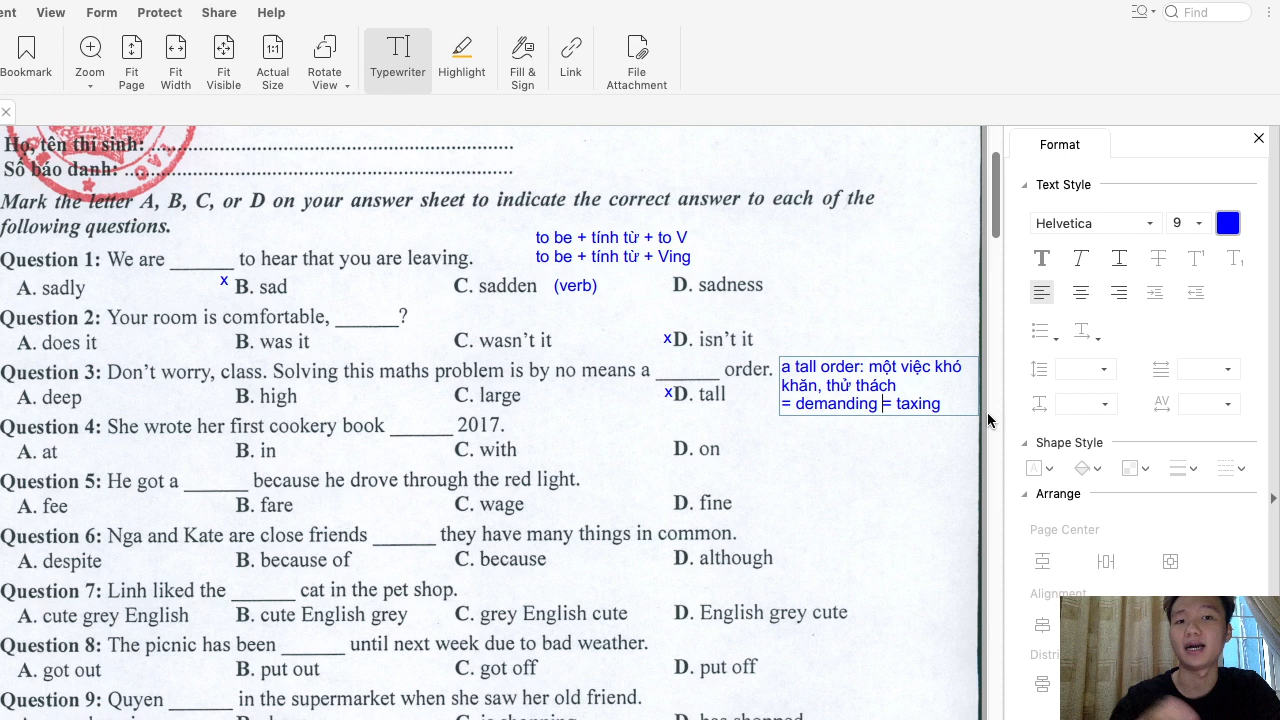 ent View Form Protect Share Help
Find
Bookmark Zoom Fit Page Fit Width Fit Visible Actual Size Rotate View Typewriter Highlight Fill & Sign Link File Attachment
Họ, tên thí sinh:
Số báo danh:
Mark the letter A, B, C, or D on your answer sheet to indicate the correct answer to each of the
following questions.
to be + tính từ + to V
to be + tính từ + Ving
Question 1: We are ______ to hear that you are leaving.
A. sadly x B. sad C. sadden (verb) D. sadness
Question 2: Your room is comfortable, ______?
A. does it B. was it C. wasn't it xD. isn't it
Question 3: Don't worry, class. Solving this maths problem is by no means a ______ order.
a tall order: một việc khó
khăn, thử thách
= demanding = taxing
A. deep B. high C. large xD. tall
Question 4: She wrote her first cookery book ______ 2017.
A. at B. in C. with D. on
Question 5: He got a ______ because he drove through the red light.
A. fee B. fare C. wage D. fine
Question 6: Nga and Kate are close friends ______ they have many things in common.
A. despite B. because of C. because D. although
Question 7: Linh liked the ______ cat in the pet shop.
A. cute grey English B. cute English grey C. grey English cute D. English grey cute
Question 8: The picnic has been ______ until next week due to bad weather.
A. got out B. put out C. got off D. put off
Question 9: Quyen ______ in the supermarket when she saw her old friend.
Format
Text Style
Helvetica 9
Shape Style
Arrange
Page Center
Alignment
Distri